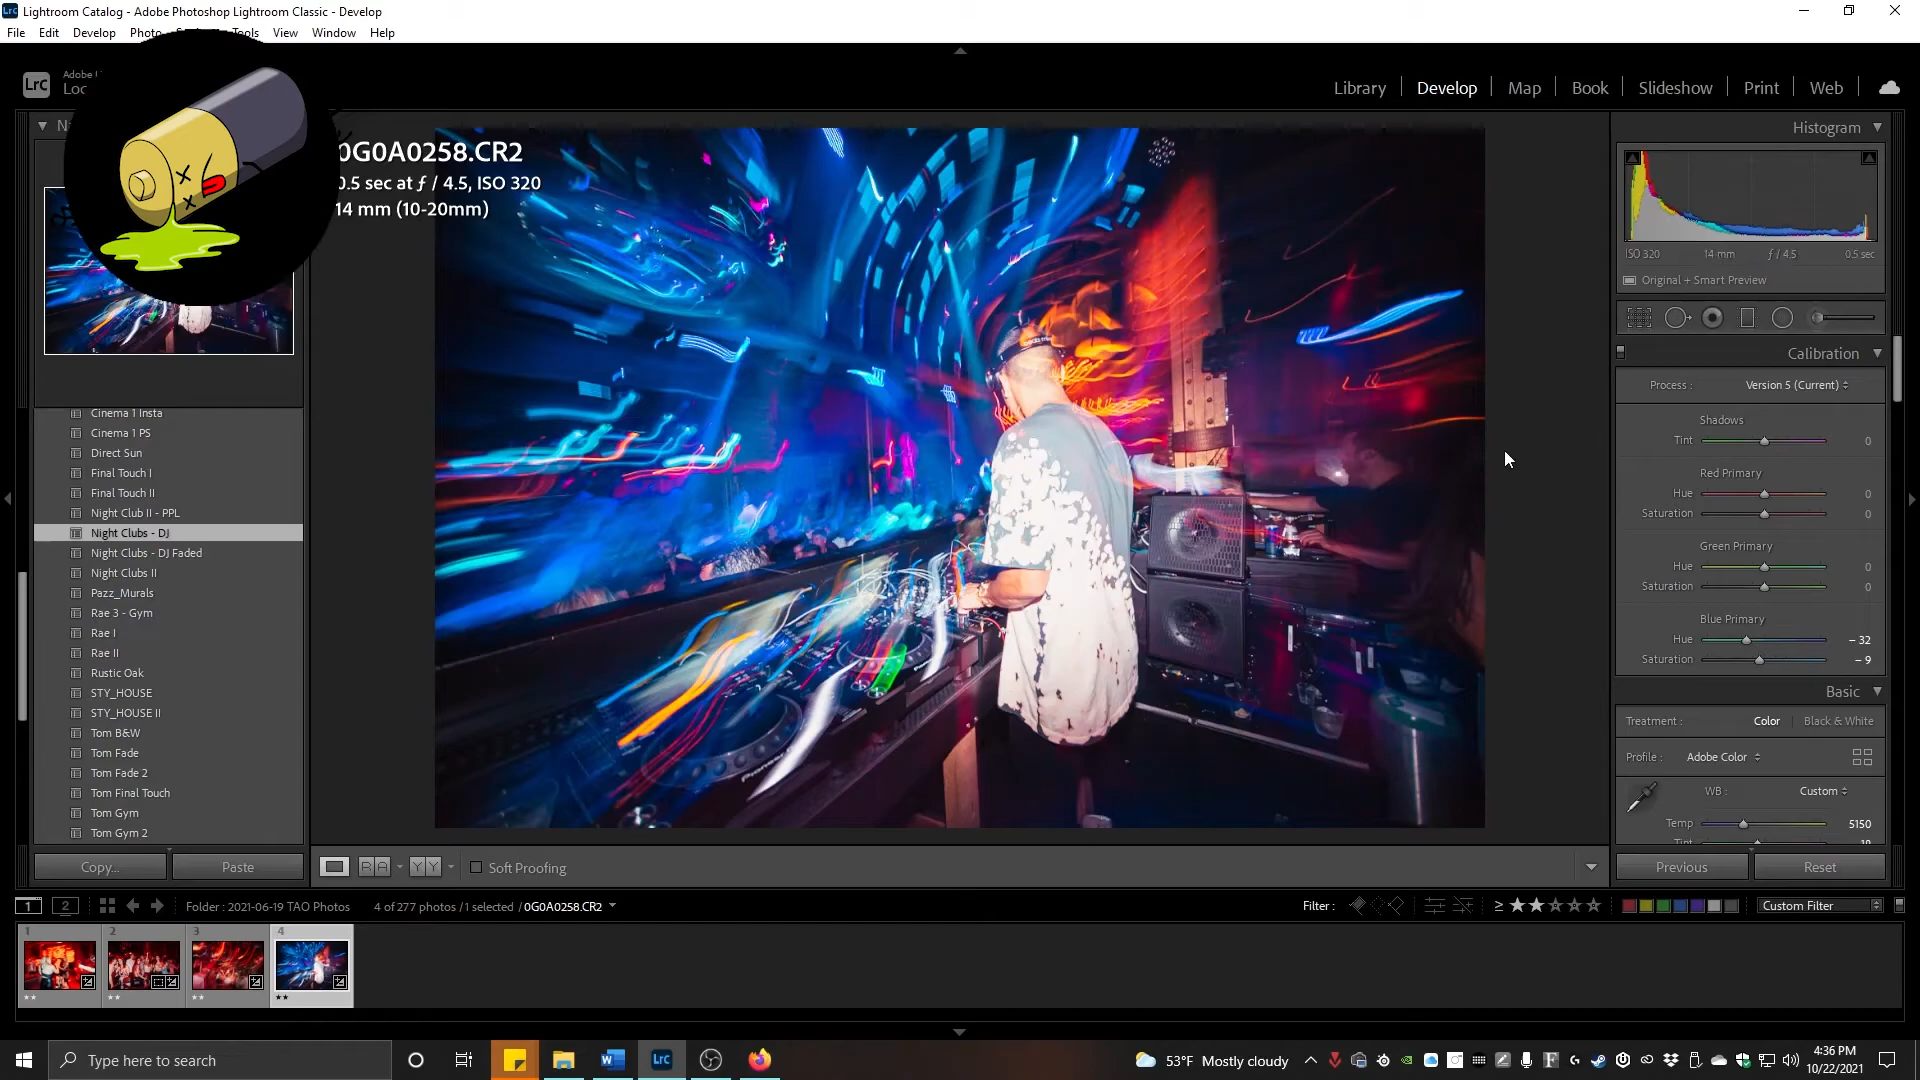 Lrc Lightroom Catalog - Adobe Photoshop Lightroom Classic - Develop
File Edit Develop Photo Tools View Window Help
Lrc Adobe
Library Develop Map Book Slideshow Print Web
Histogram
0G0A0258.CR2
0.5 sec at ƒ / 4.5, ISO 320
14 mm (10-20mm)
ISO 320 14 mm ƒ / 4.5 0.5 sec
Original + Smart Preview
Calibration
Process : Version 5 (Current)
Shadows
Tint 0
Red Primary
Hue 0
Saturation 0
Green Primary
Hue 0
Saturation 0
Blue Primary
Hue – 32
Saturation – 9
Basic
Treatment : Color Black & White
Profile : Adobe Color
WB : Custom
Temp 5150
Cinema 1 Insta
Cinema 1 PS
Direct Sun
Final Touch I
Final Touch II
Night Club II - PPL
Night Clubs - DJ
Night Clubs - DJ Faded
Night Clubs II
Pazz_Murals
Rae 3 - Gym
Rae I
Rae II
Rustic Oak
STY_HOUSE
STY_HOUSE II
Tom B&W
Tom Fade
Tom Fade 2
Tom Final Touch
Tom Gym
Tom Gym 2
Copy... Paste
R A Y Y Soft Proofing
Previous Reset
1 2 Folder : 2021-06-19 TAO Photos 4 of 277 photos / 1 selected / 0G0A0258.CR2 Filter : ≥ Custom Filter
1 2 3 4
Type here to search
Lrc
53°F Mostly cloudy
4:36 PM
10/22/2021